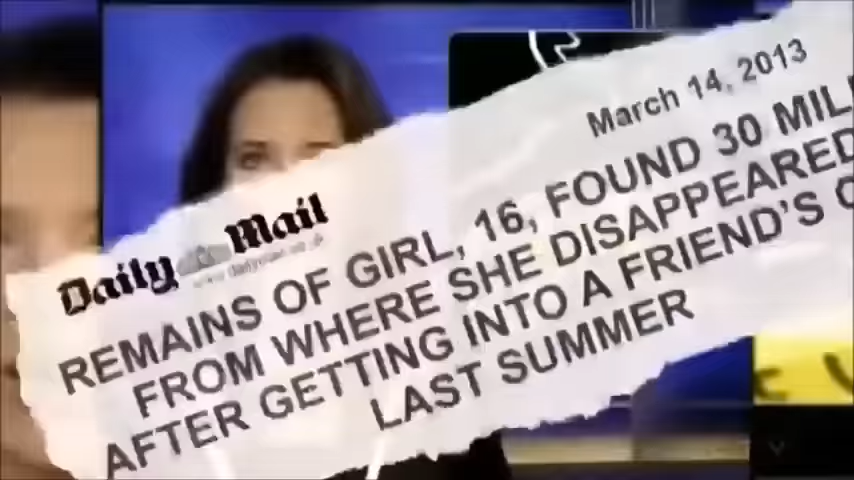 March 14, 2013
Daily Mail
REMAINS OF GIRL, 16, FOUND 30
FROM WHERE SHE DISAPPEARED
AFTER GETTING INTO A FRIEND'S
LAST SUMMER